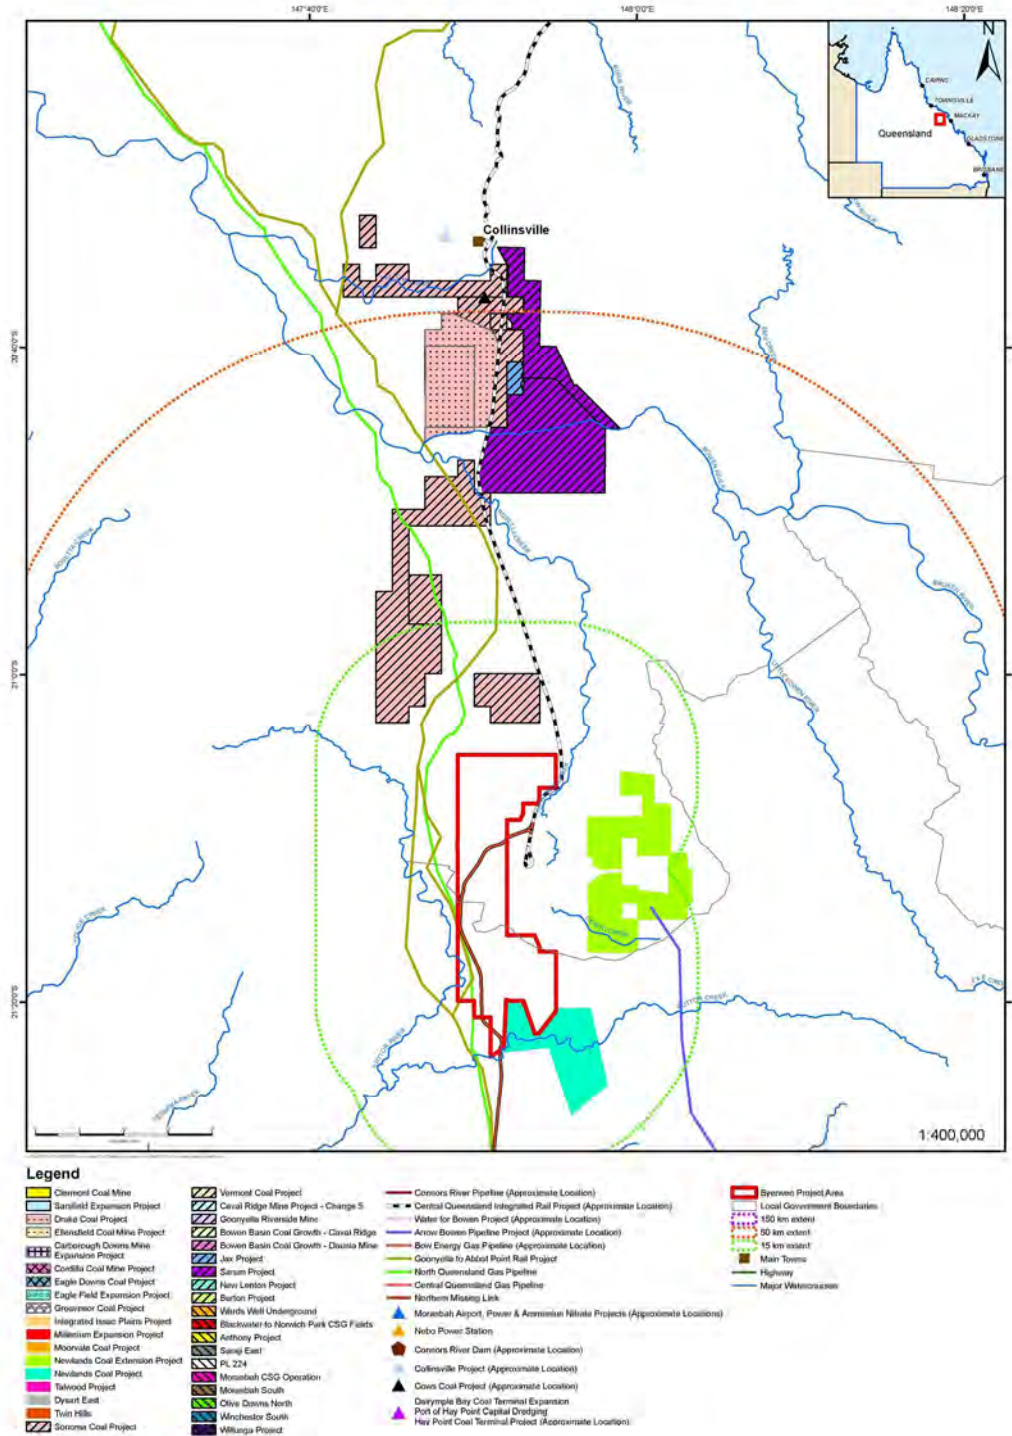 147°40'0"E
148°0'0"E
148°20'0"E
N
CAIRNS
TOWNSVILLE
MACKAY
Queensland
GLADSTONE
BRISBANE
Collinsville
20°40'0"S
BOWEN RIVER
ROSETTA CREEK
21°0'0"S
LITTLE BOWEN RIVER
21°20'0"S
SUTTOR CREEK
SUTTOR RIVER
1:400,000
Legend
Clermont Coal Mine
Sarsfield Expansion Project
Drake Coal Project
Ellensfield Coal Mine Project
Carborough Downs Mine
Expansion Project
Cordilla Coal Mine Project
Eagle Downs Coal Project
Eagle Field Expansion Project
Grosvenor Coal Project
Integrated Isaac Plains Project
Millenium Expansion Project
Moorvale Coal Project
Newlands Coal Extension Project
Newlands Coal Project
Talwood Project
Dysart East
Twin Hills
Sonoma Coal Project
Vermont Coal Project
Caval Ridge Mine Project - Change 5
Goonyella Riverside Mine
Bowen Basin Coal Growth - Caval Ridge
Bowen Basin Coal Growth - Daunia Mine
Jax Project
Sarum Project
New Lenton Project
Burton Project
Wards Well Underground
Blackwater to Norwich Park CSG Fields
Anthony Project
Saraji East
PL 224
Moranbah CSG Operation
Moranbah South
Olive Downs North
Winchester South
Wilunga Project
Connors River Pipeline (Approximate Location)
Central Queensland Integrated Rail Project (Approximate Location)
Water for Bowen Project (Approximate Location)
Arrow Bowen Pipeline Project (Approximate Location)
Bow Energy Gas Pipeline (Approximate Location)
Goonyella to Abbot Point Rail Project
North Queensland Gas Pipeline
Central Queensland Gas Pipeline
Northern Missing Link
Moranbah Airport, Power & Ammonium Nitrate Projects (Approximate Locations)
Nebo Power Station
Connors River Dam (Approximate Location)
Collinsville Project (Approximate Location)
Cows Coal Project (Approximate Location)
Dalrymple Bay Coal Terminal Expansion
Port of Hay Point Capital Dredging
Hay Point Coal Terminal Project (Approximate Location)
Byerwen Project Area
Local Government Boundaries
150 km extent
50 km extent
15 km extent
Main Towns
Highway
Major Watercourses